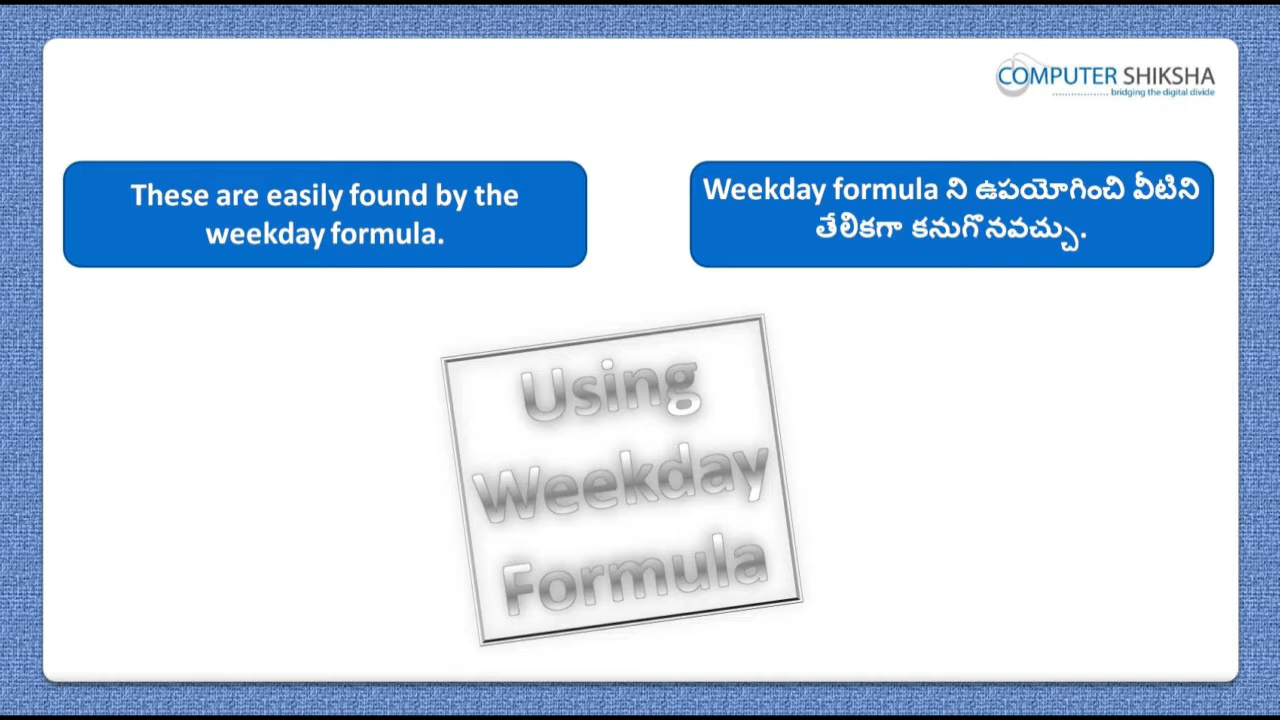 COMPUTER SHIKSHA
.................. bridging the digital divide
These are easily found by the
weekday formula.
Weekday formula ని ఉపయోగించి వీటిని
తేలికగా కనుగొనవచ్చు.
Using
Weekday
Formula